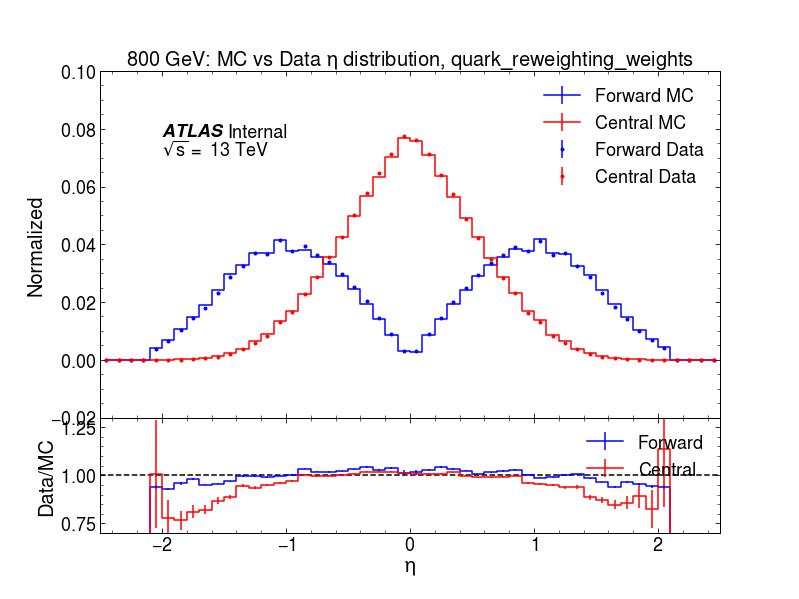 800 GeV: MC vs Data η distribution, quark_reweighting_weights
0.10
0.08
0.06
0.04
0.02
0.00
−0.02
Normalized
ATLAS Internal
√s = 13 TeV
Forward MC
Central MC
Forward Data
Central Data
1.25
1.00
0.75
Data/MC
Forward
Central
−2
−1
0
1
2
η